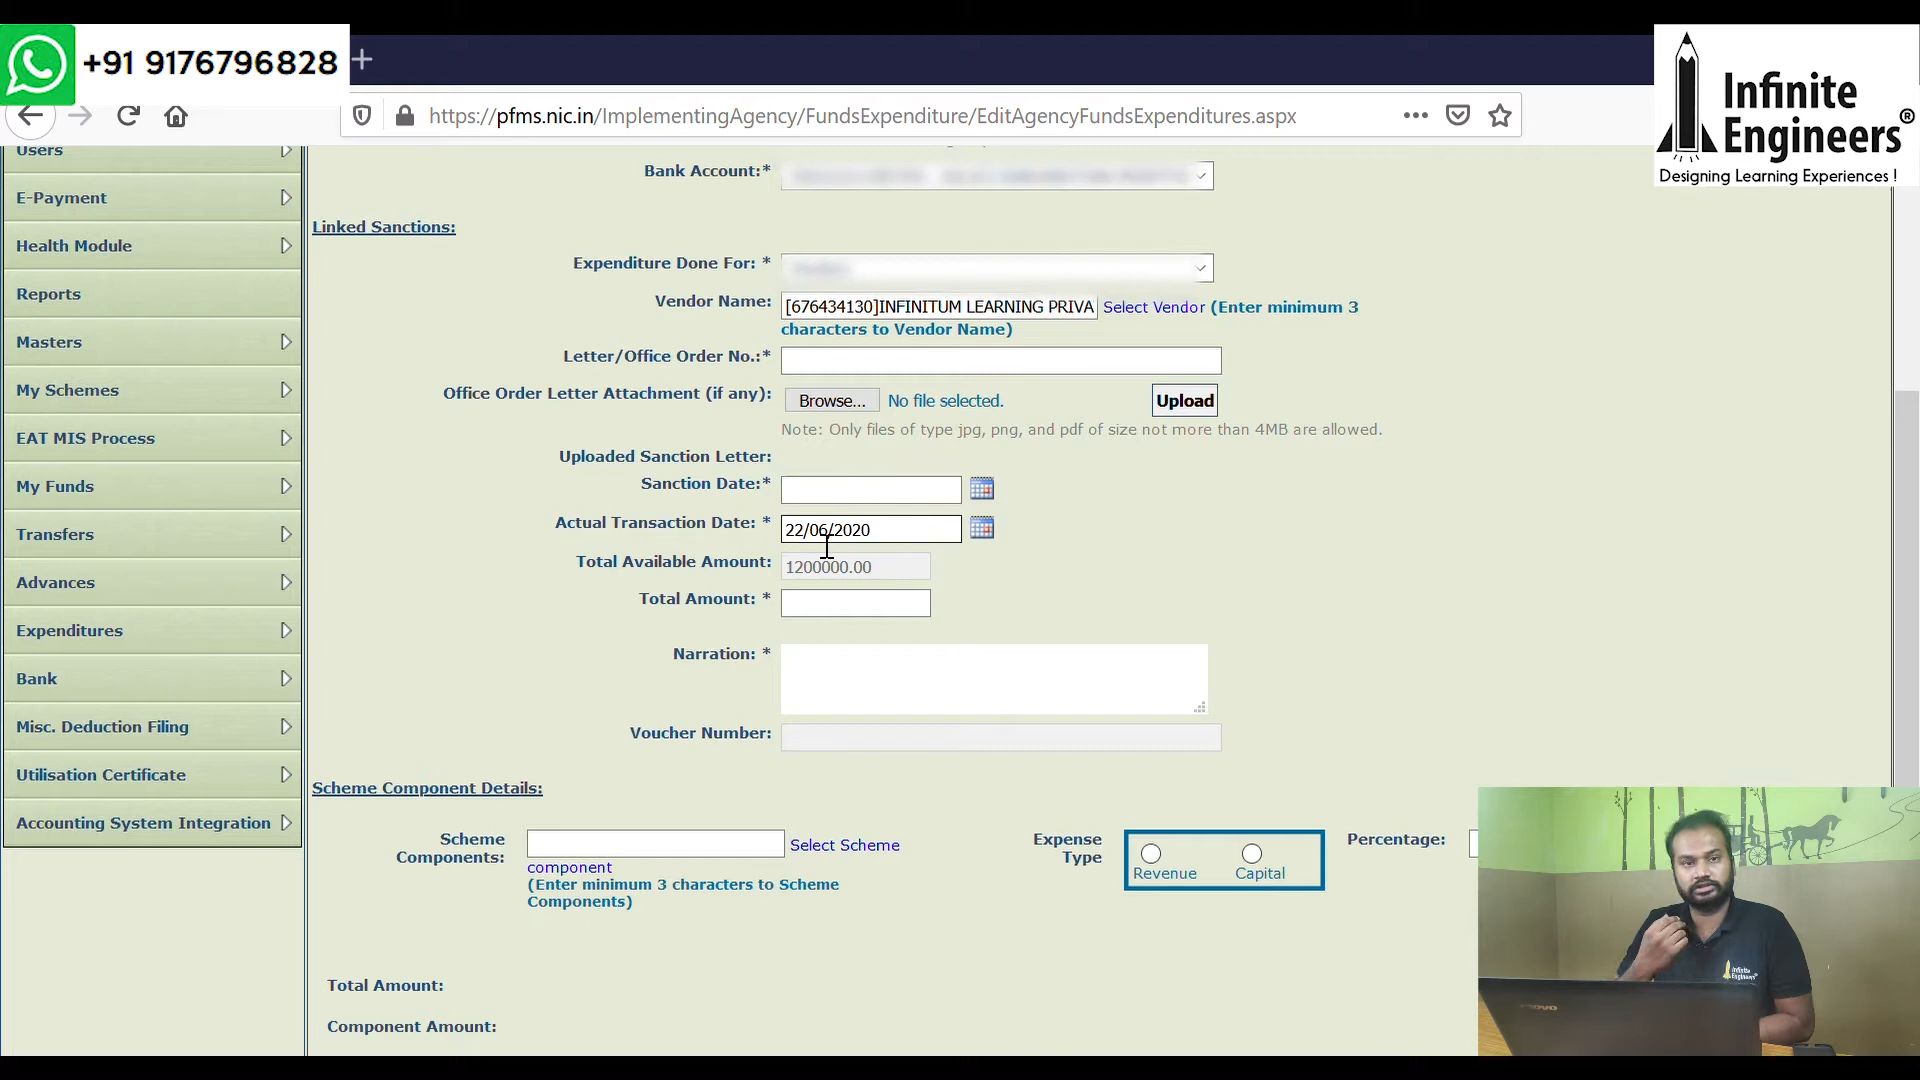 +91 9176796828
https://pfms.nic.in/ImplementingAgency/FundsExpenditure/EditAgencyFundsExpenditures.aspx
Infinite
Engineers®
Designing Learning Experiences !
Users
E-Payment
Health Module
Reports
Masters
My Schemes
EAT MIS Process
My Funds
Transfers
Advances
Expenditures
Bank
Misc. Deduction Filing
Utilisation Certificate
Accounting System Integration
Bank Account:*
Linked Sanctions:
Expenditure Done For: *
Vendor Name: [676434130]INFINITUM LEARNING PRIVA Select Vendor (Enter minimum 3
characters to Vendor Name)
Letter/Office Order No.:*
Office Order Letter Attachment (if any): Browse... No file selected. Upload
Note: Only files of type jpg, png, and pdf of size not more than 4MB are allowed.
Uploaded Sanction Letter:
Sanction Date:*
Actual Transaction Date: * 22/06/2020
Total Available Amount: 1200000.00
Total Amount: *
Narration: *
Voucher Number:
Scheme Component Details:
Scheme
Components:
Select Scheme
component
(Enter minimum 3 characters to Scheme
Components)
Expense
Type
Revenue
Capital
Percentage:
Total Amount:
Component Amount:
Infinite
Engineers
lenovo